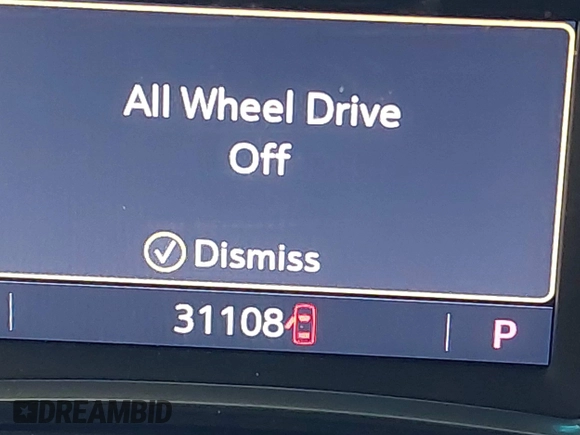 All Wheel Drive
Off
Dismiss
31108
P
DREAMBID